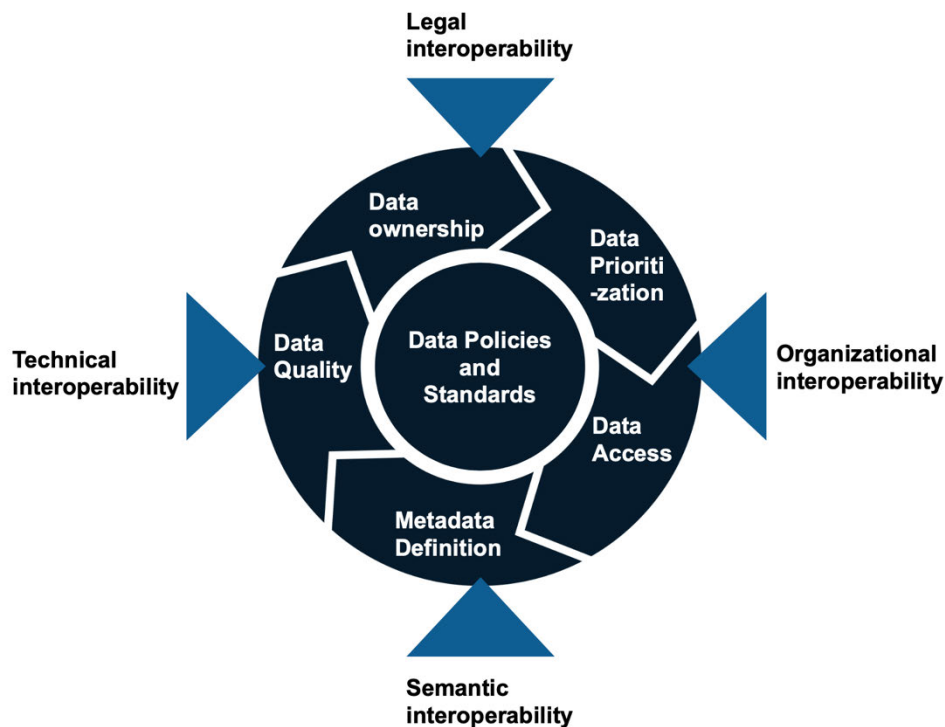 Legal
interoperability
Data
ownership
Data
Prioriti
-zation
Data
Quality
Data Policies
and
Standards
Technical
interoperability
Organizational
interoperability
Data
Access
Metadata
Definition
Semantic
interoperability